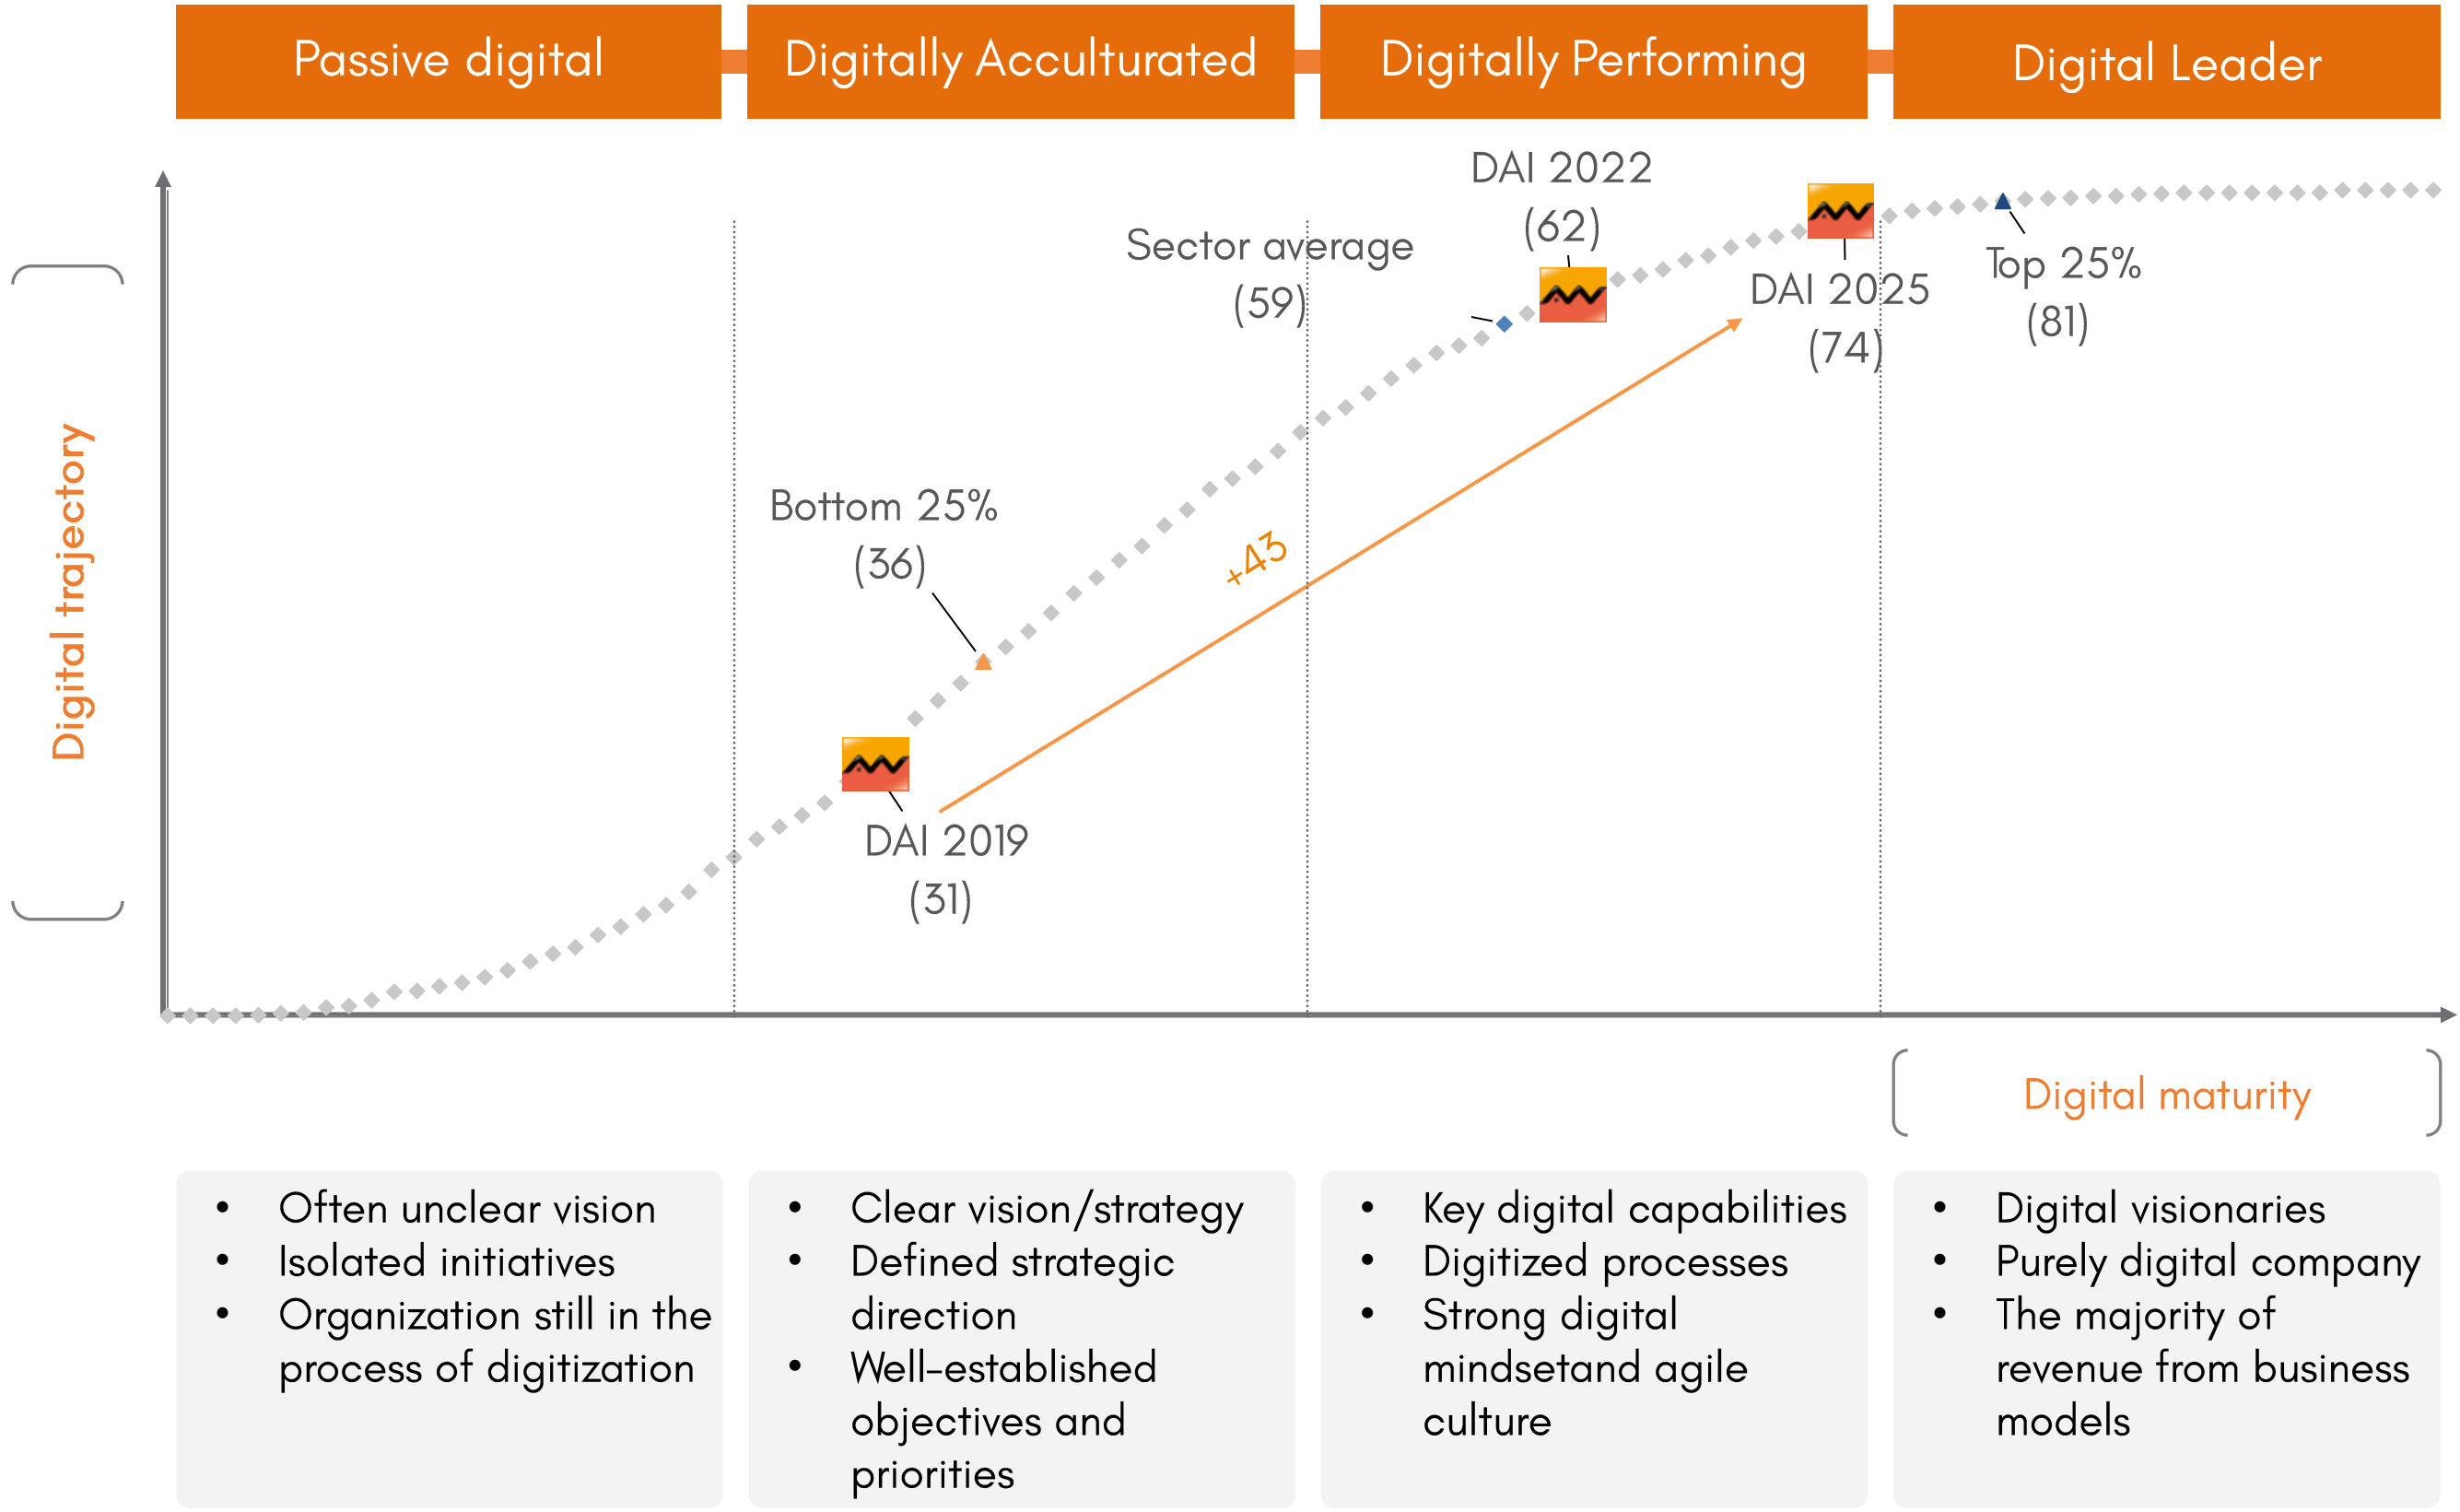 Passive digital
Digitally Acculturated
Digitally Performing
Digital Leader
DAI 2022
(62)
Sector average
(59)
DAI 2025
(74)
Top 25%
(81)
Digital trajectory
Bottom 25%
(36)
+43
DAI 2019
(31)
Digital maturity
• Often unclear vision
• Isolated initiatives
• Organization still in the
process of digitization
• Clear vision/strategy
• Defined strategic
direction
• Well-established
objectives and
priorities
• Key digital capabilities
• Digitized processes
• Strong digital
mindsetand agile
culture
• Digital visionaries
• Purely digital company
• The majority of
revenue from business
models